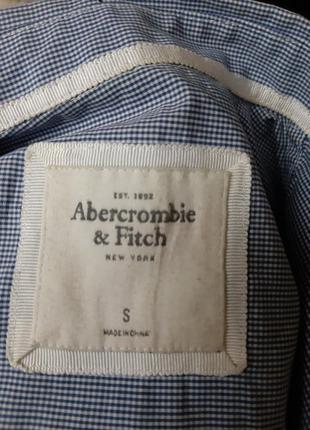 EST. 1892
Abercrombie
& Fitch
NEW YORK
S
MADE IN CHINA